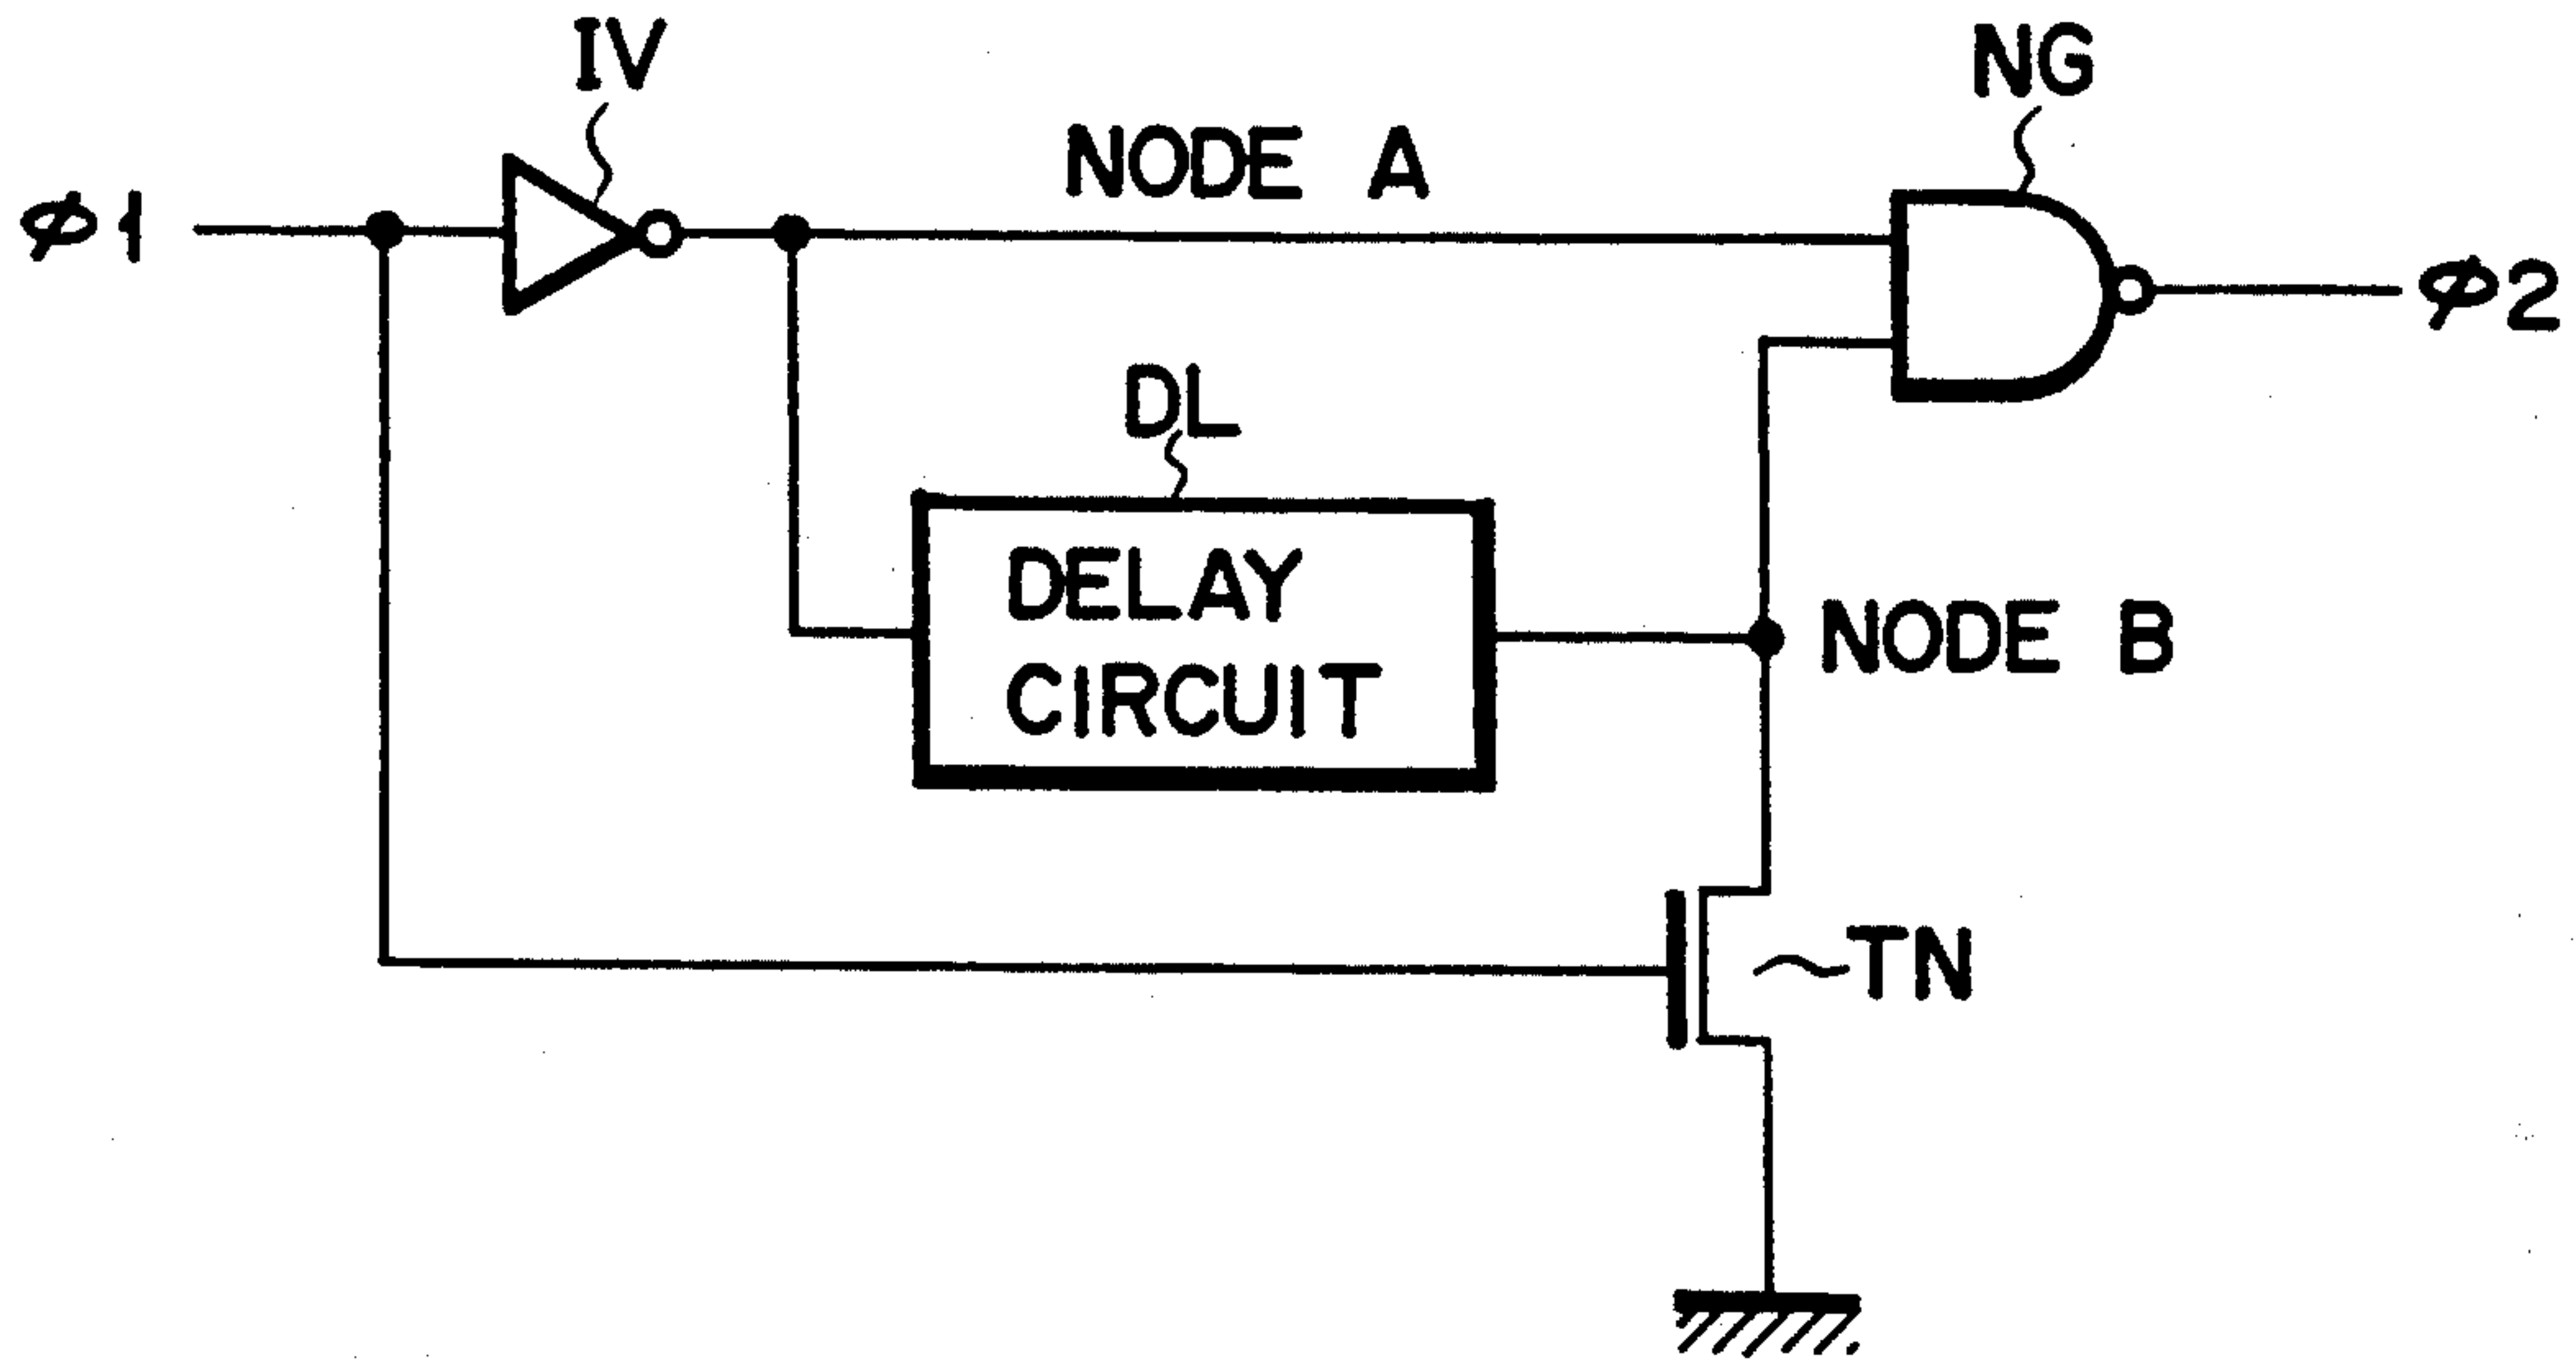 IV
NG
NODE A
φ1
φ2
DL
DELAY
CIRCUIT
NODE B
TN